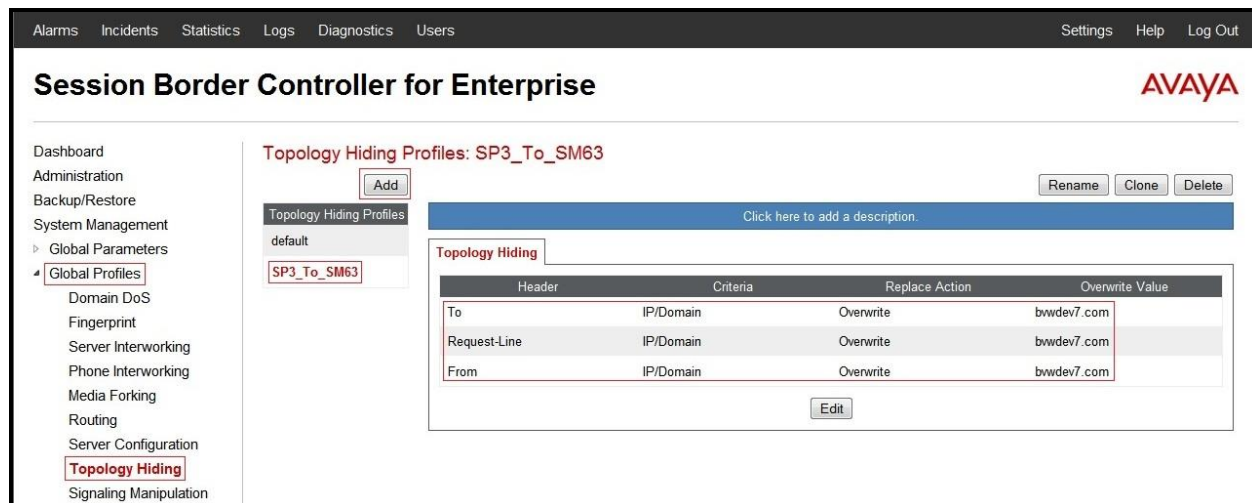 Alarms Incidents Statistics Logs Diagnostics Users Settings Help Log Out
Session Border Controller for Enterprise
AVAYA
Dashboard
Administration
Backup/Restore
System Management
Global Parameters
Global Profiles
Domain DoS
Fingerprint
Server Interworking
Phone Interworking
Media Forking
Routing
Server Configuration
Topology Hiding
Signaling Manipulation
Topology Hiding Profiles: SP3_To_SM63
Add
Rename Clone Delete
Topology Hiding Profiles
default
SP3_To_SM63
Click here to add a description.
Topology Hiding
Header Criteria Replace Action Overwrite Value
To IP/Domain Overwrite bvwdev7.com
Request-Line IP/Domain Overwrite bvwdev7.com
From IP/Domain Overwrite bvwdev7.com
Edit